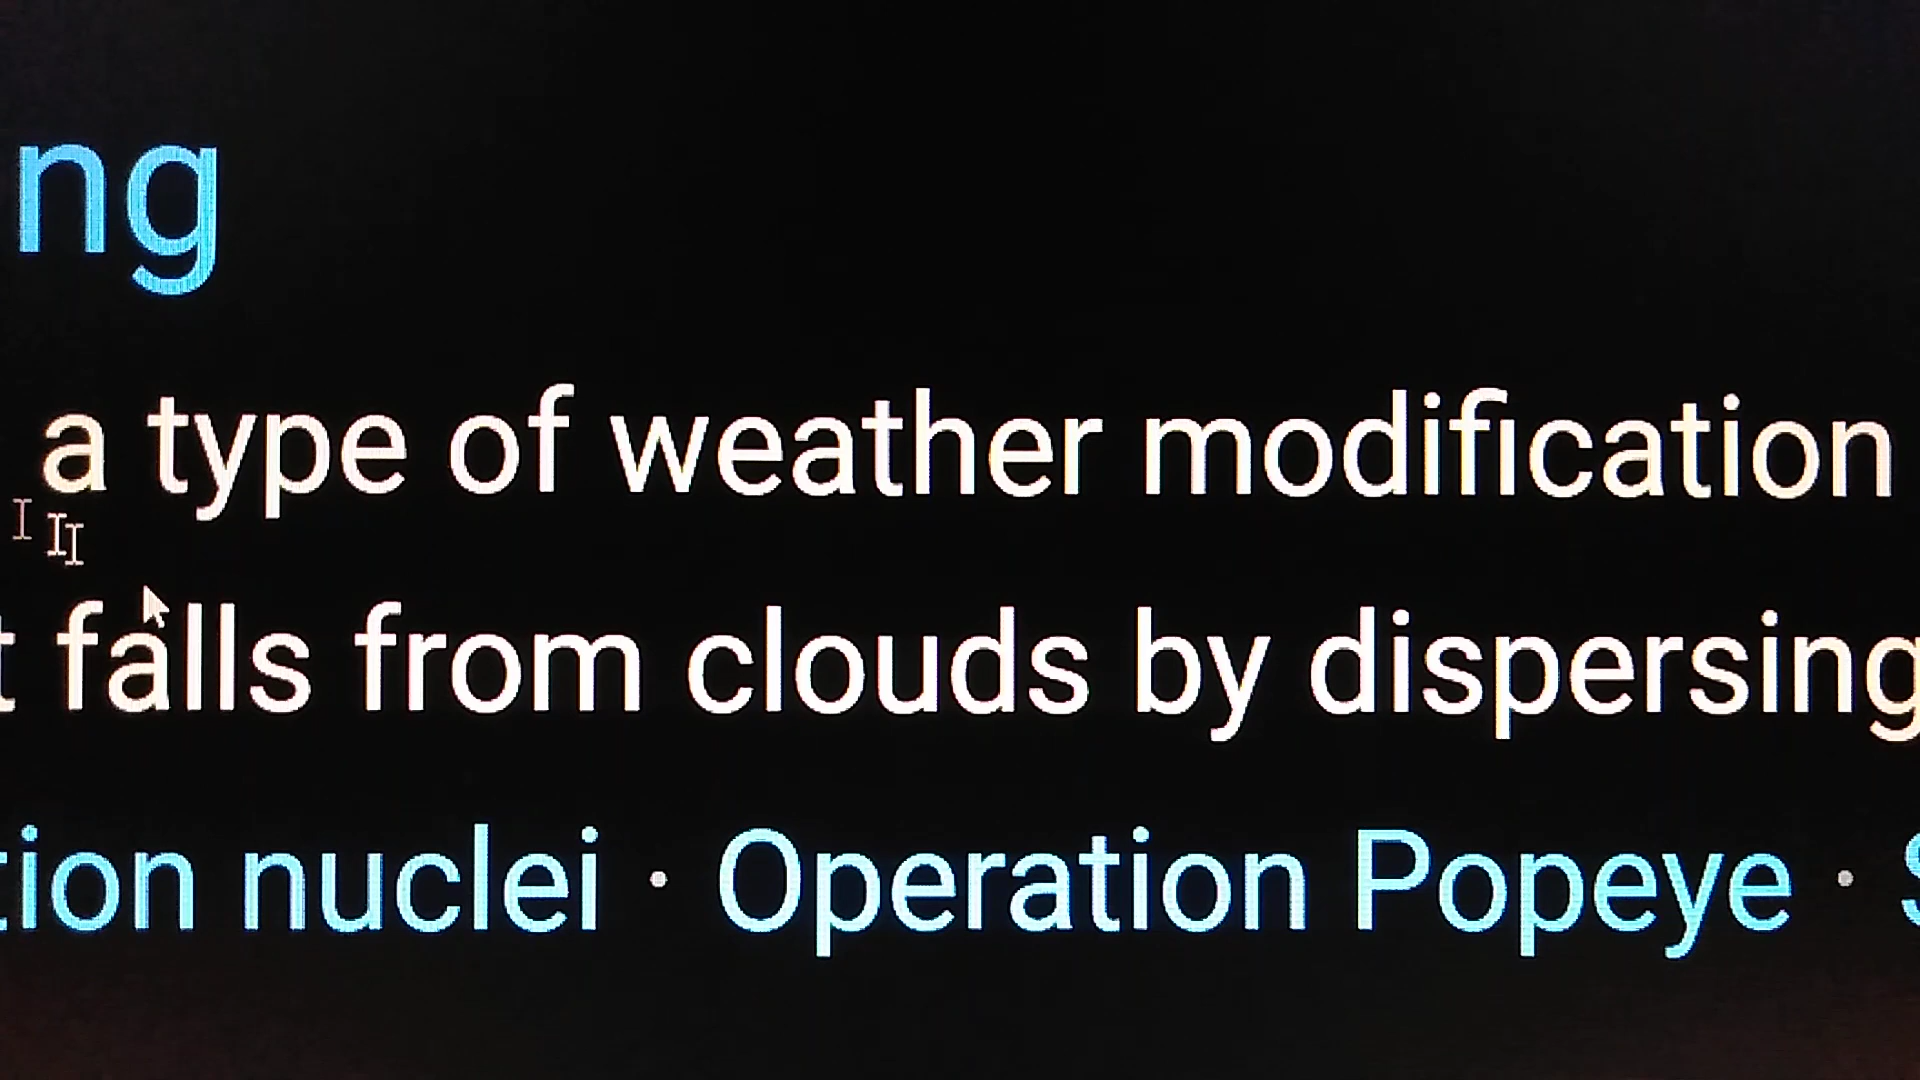 ng
a type of weather modification
t falls from clouds by dispersing
tion nuclei · Operation Popeye · S